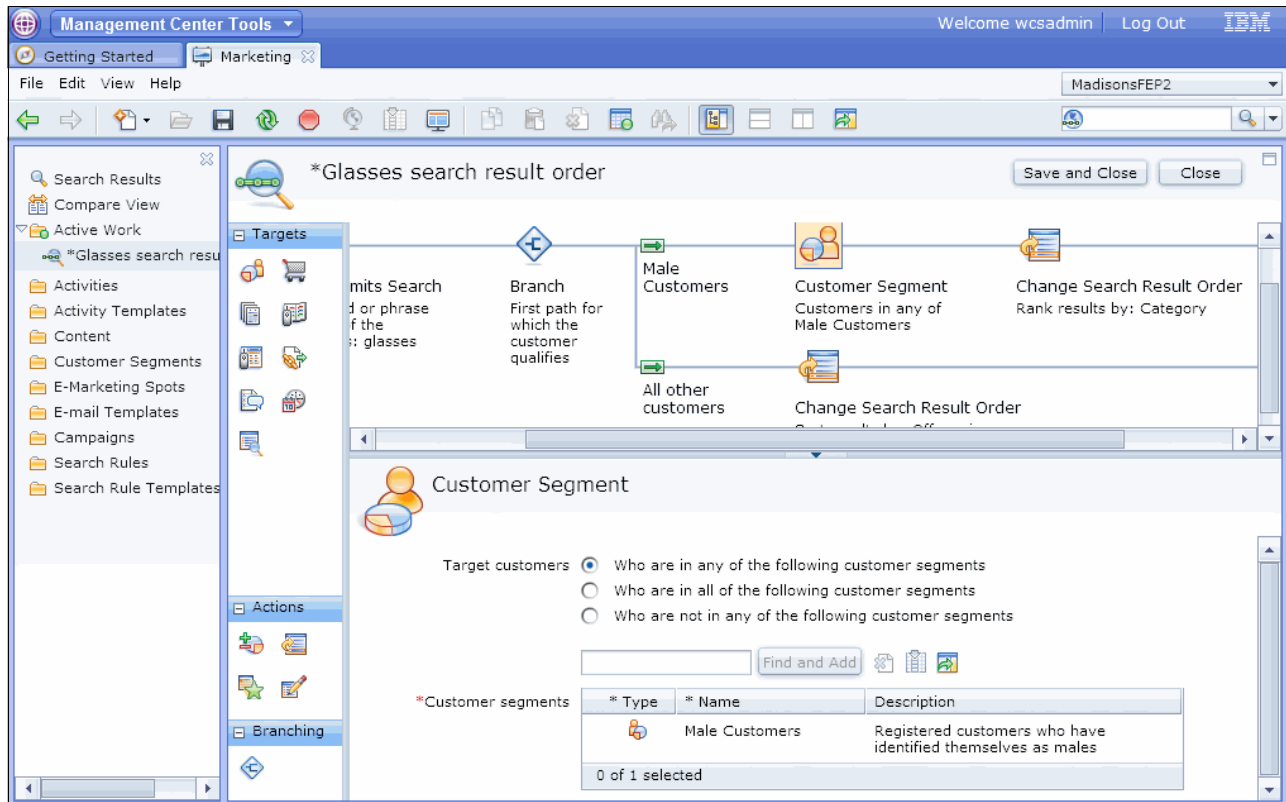 Management Center Tools
Welcome wcsadmin
Log Out
IBM
Getting Started
Marketing
File Edit View Help
MadisonsFEP2
Search Results
Compare View
Active Work
*Glasses search resu
Activities
Activity Templates
Content
Customer Segments
E-Marketing Spots
E-mail Templates
Campaigns
Search Rules
Search Rule Templates
*Glasses search result order
Save and Close
Close
Targets
Actions
Branching
mits Search
d or phrase
f the
s: glasses
Branch
First path for
which the
customer
qualifies
Male
Customers
Customer Segment
Customers in any of
Male Customers
Change Search Result Order
Rank results by: Category
All other
customers
Change Search Result Order
Customer Segment
Target customers
Who are in any of the following customer segments
Who are in all of the following customer segments
Who are not in any of the following customer segments
Find and Add
*Customer segments
* Type
* Name
Description
Male Customers
Registered customers who have
identified themselves as males
0 of 1 selected